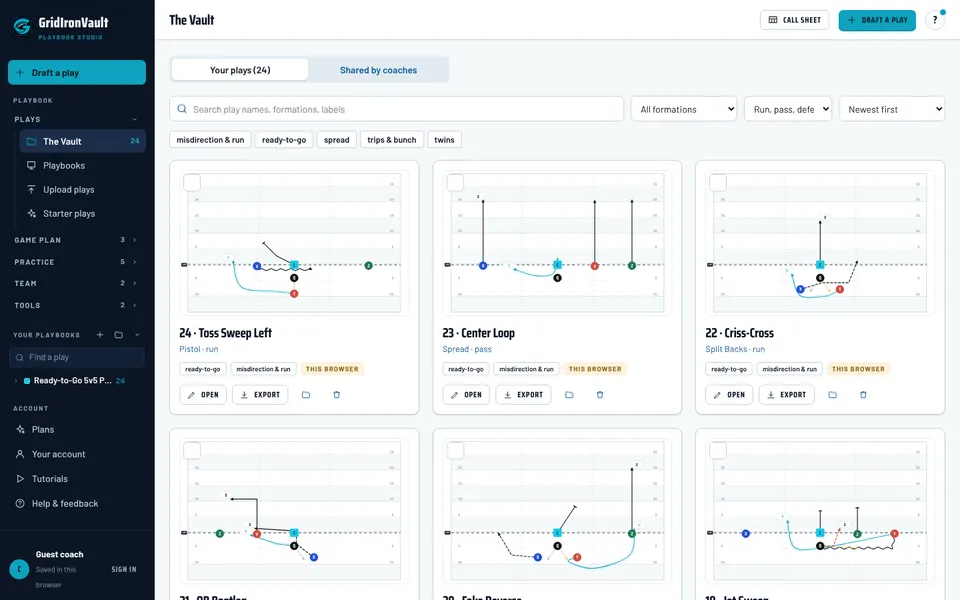 GridIronVault
PLAYBOOK STUDIO
Draft a play
PLAYBOOK
PLAYS
The Vault 24
Playbooks
Upload plays
Starter plays
GAME PLAN 3
PRACTICE 5
TEAM 2
TOOLS 2
YOUR PLAYBOOKS
Find a play
Ready-to-Go 5v5 P... 24
ACCOUNT
Plans
Your account
Tutorials
Help & feedback
Guest coach
Saved in this
browser
SIGN IN
The Vault
CALL SHEET
DRAFT A PLAY
?
Your plays (24)
Shared by coaches
Search play names, formations, labels
All formations
Run, pass, defe
Newest first
misdirection & run
ready-to-go
spread
trips & bunch
twins
24 · Toss Sweep Left
Pistol · run
ready-to-go
misdirection & run
THIS BROWSER
OPEN
EXPORT
23 · Center Loop
Spread · pass
ready-to-go
misdirection & run
THIS BROWSER
OPEN
EXPORT
22 · Criss-Cross
Split Backs · run
ready-to-go
misdirection & run
THIS BROWSER
OPEN
EXPORT